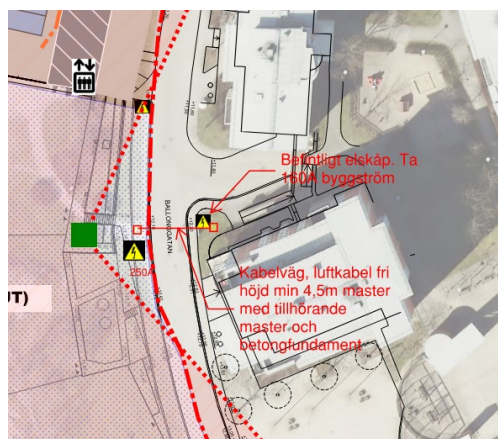 Befintligt elskåp. Ta
160A byggström
BALLONGGATAN
250A
Kabelväg, luftkabel fri
höjd min 4,5m master
med tillhörande
master och
betongfundament
JT)